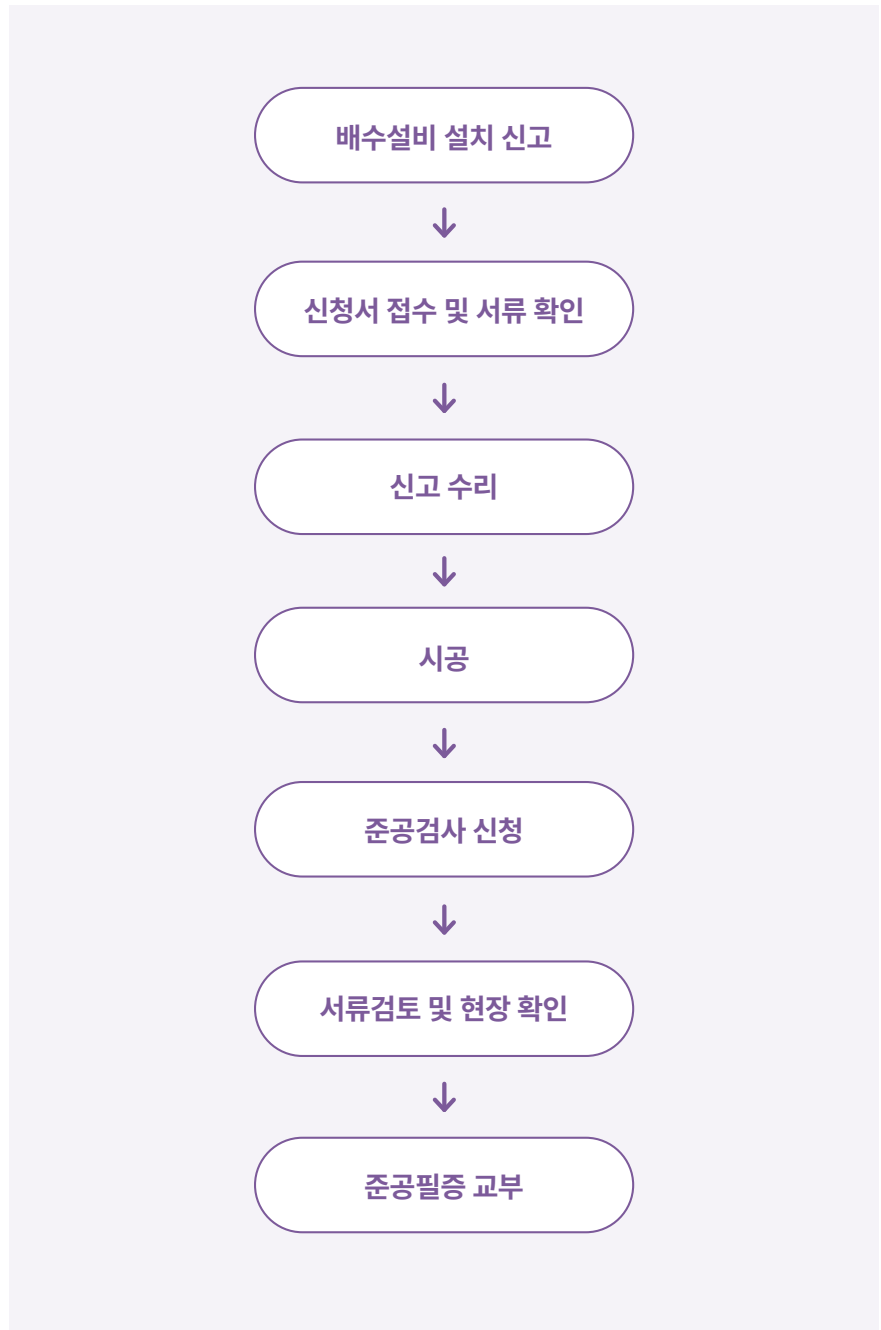 배수설비 설치 신고
신청서 접수 및 서류 확인
신고 수리
시공
준공검사 신청
서류검토 및 현장 확인
준공필증 교부